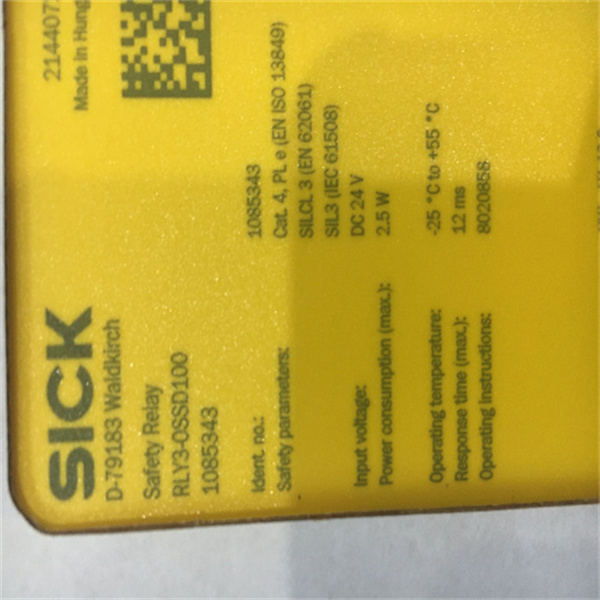 SICK
D-79183 Waldkirch
Safety Relay
RLY3-OSSD100
1085343
Ident. no.: 1085343
Safety parameters: Cat. 4, PL e (EN ISO 13849)
SILCL 3 (EN 62061)
SIL3 (IEC 61508)
Input voltage: DC 24 V
Power consumption (max.): 2.5 W
Operating temperature: -25 °C to +55 °C
Response time (max.): 12 ms
Operating instructions: 8020858
Made in Hung